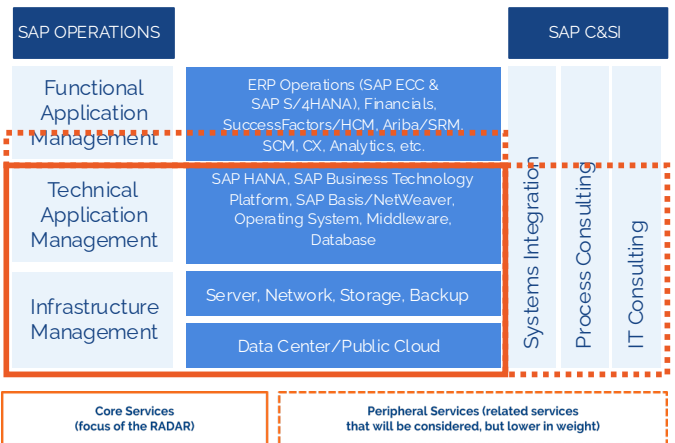 SAP OPERATIONS
SAP C&SI
Functional
Application
Management
ERP Operations (SAP ECC &
SAP S/4HANA), Financials,
SuccessFactors/HCM, Ariba/SRM,
SCM, CX, Analytics, etc.
Technical
Application
Management
SAP HANA, SAP Business Technology
Platform, SAP Basis/NetWeaver,
Operating System, Middleware,
Database
Infrastructure
Management
Server, Network, Storage, Backup
Data Center/Public Cloud
Systems Integration
Process Consulting
IT Consulting
Core Services
(focus of the RADAR)
Peripheral Services (related services
that will be considered, but lower in weight)